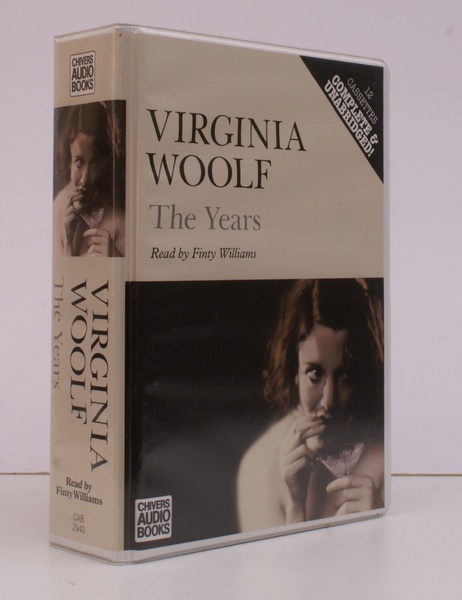 CHIVERS
AUDIO
BOOKS
VIRGINIA
WOOLF
The Years
Read by
Finty Williams
CAB
2940
12
CASSETTES
COMPLETE &
UNABRIDGED!
VIRGINIA
WOOLF
The Years
Read by Finty Williams
CHIVERS
AUDIO
BOOKS